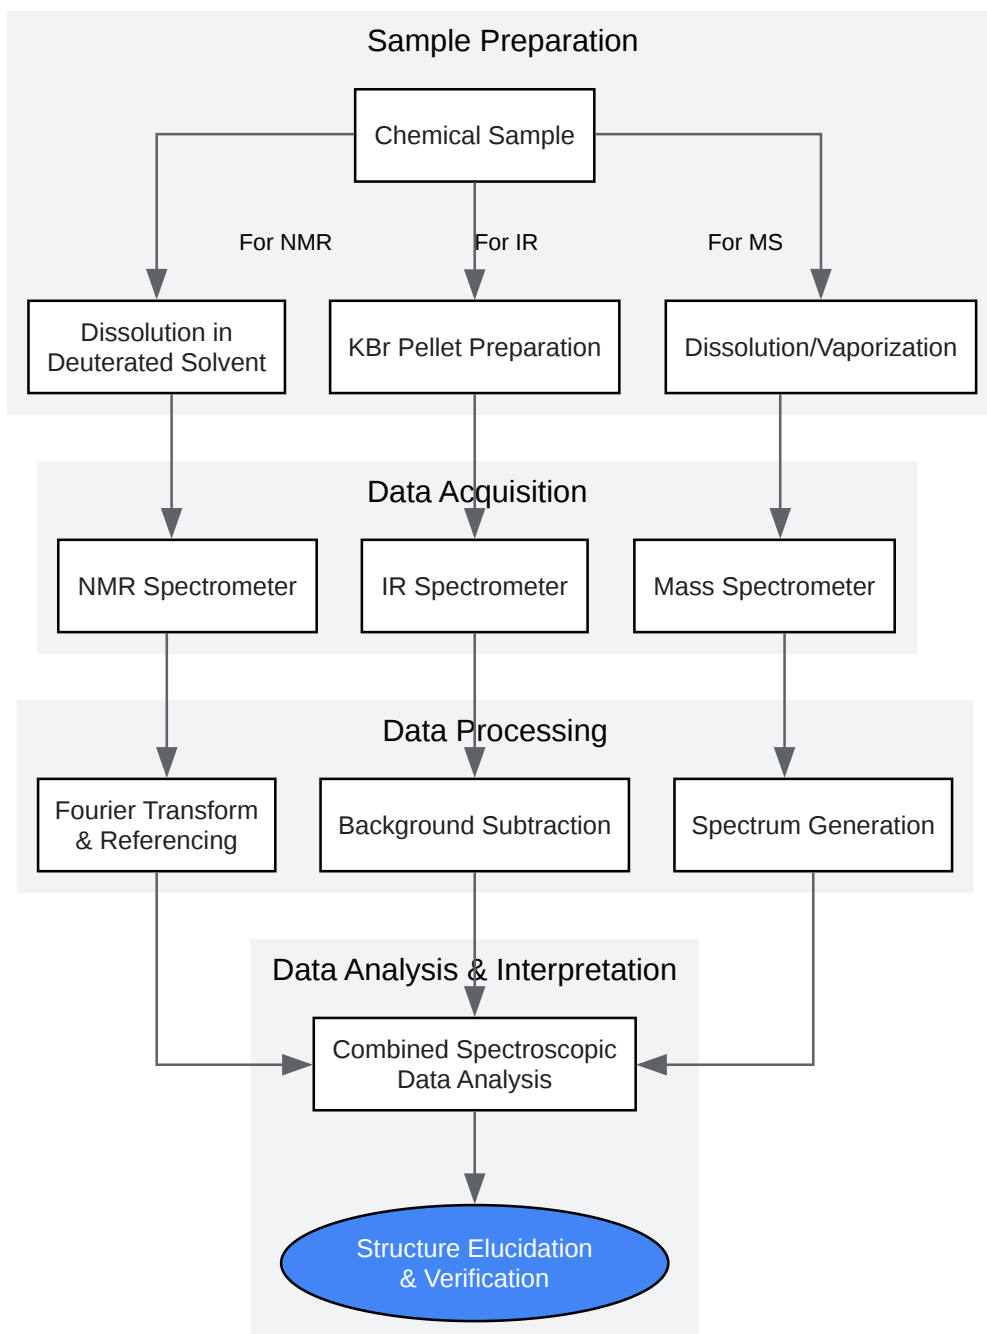 Sample Preparation
Chemical Sample
For NMR
For IR
For MS
Dissolution in
Deuterated Solvent
KBr Pellet Preparation
Dissolution/Vaporization
Data Acquisition
NMR Spectrometer
IR Spectrometer
Mass Spectrometer
Data Processing
Fourier Transform
& Referencing
Background Subtraction
Spectrum Generation
Data Analysis & Interpretation
Combined Spectroscopic
Data Analysis
Structure Elucidation
& Verification